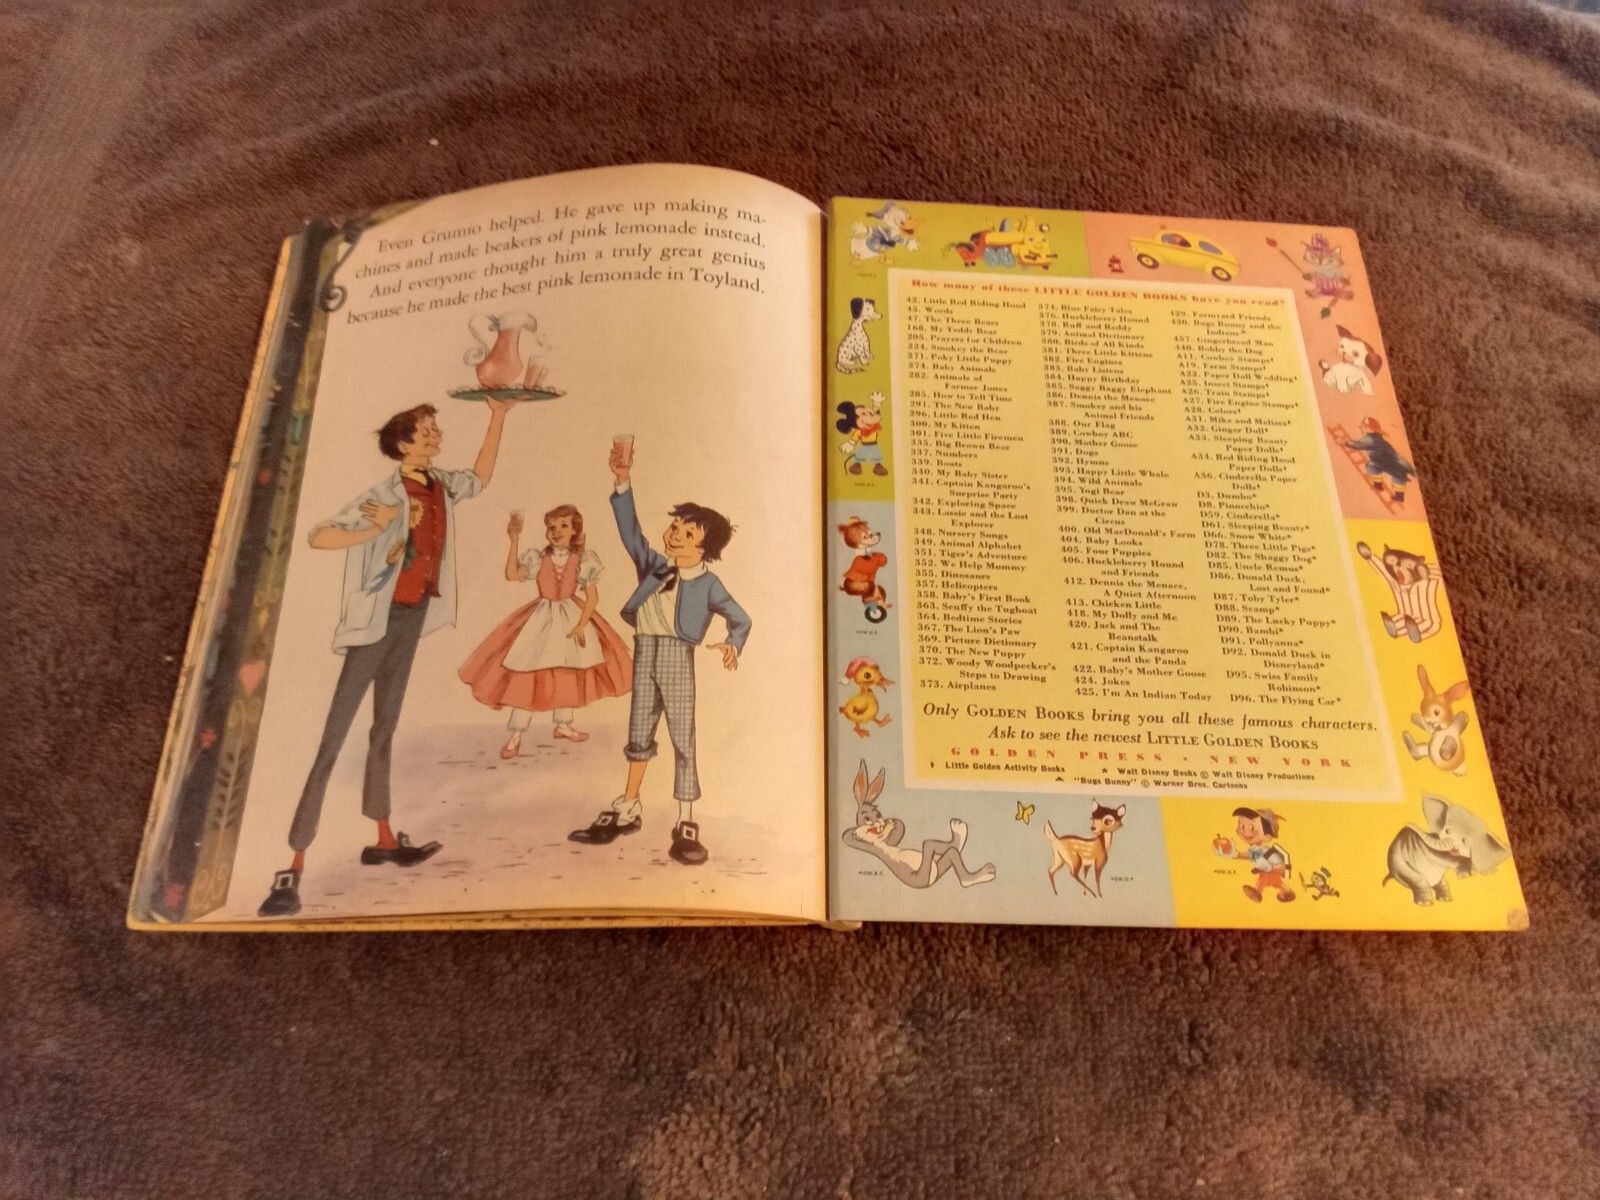 Even Grumio helped. He gave up making ma-
chines and made beakers of pink lemonade instead.
And everyone thought him a truly great genius
because he made the best pink lemonade in Toyland.
How many of these LITTLE GOLDEN BOOKS have you read?
42. Little Red Riding Hood
45. Words
47. The Three Bears
168. My Teddy Bear
205. Prayers for Children
224. Smokey the Bear
271. Poky Little Puppy
274. Baby Animals
282. Animals of
Farmer Jones
285. How to Tell Time
291. The New Baby
296. Little Red Hen
300. My Kitten
301. Five Little Firemen
335. Big Brown Bear
337. Numbers
339. Boats
340. My Baby Sister
341. Captain Kangaroo's
Surprise Party
342. Exploring Space
343. Lassie and the Lost
Explorer
348. Nursery Songs
349. Animal Alphabet
351. Tiger's Adventure
352. We Help Mommy
355. Dinosaurs
357. Helicopters
358. Baby's First Book
363. Scuffy the Tugboat
364. Bedtime Stories
367. The Lion's Paw
369. Picture Dictionary
370. The New Puppy
372. Woody Woodpecker's
Steps to Drawing
373. Airplanes
374. Blue Fairy Tales
376. Huckleberry Hound
378. Ruff and Reddy
379. Animal Dictionary
380. Birds of All Kinds
381. Three Little Kittens
382. Fire Engines
383. Baby Listens
384. Happy Birthday
385. Saggy Baggy Elephant
386. Dennis the Menace
387. Smokey and his
Animal Friends
388. Our Flag
389. Cowboy ABC
390. Mother Goose
391. Dogs
392. Hymns
393. Happy Little Whale
394. Wild Animals
395. Yogi Bear
398. Quick Draw McGraw
399. Doctor Dan at the
Circus
400. Old MacDonald's Farm
404. Baby Looks
405. Four Puppies
406. Huckleberry Hound
and Friends
412. Dennis the Menace,
A Quiet Afternoon
413. Chicken Little
418. My Dolly and Me
420. Jack and The
Beanstalk
421. Captain Kangaroo
and the Panda
422. Baby's Mother Goose
424. Jokes
425. I'm An Indian Today
429. Farmyard Friends
430. Bugs Bunny and the
Indians▲
437. Gingerbread Man
440. Bobby the Dog
A11. Cowboy Stamps♦
A19. Farm Stamps♦
A22. Paper Doll Wedding♦
A25. Insect Stamps♦
A26. Train Stamps♦
A27. Fire Engine Stamps♦
A28. Colors♦
A31. Mike and Melissa♦
A32. Ginger Doll♦
A33. Sleeping Beauty
Paper Dolls♦
A34. Red Riding Hood
Paper Dolls♦
A36. Cinderella Paper
Dolls♦
D3. Dumbo★
D8. Pinocchio★
D59. Cinderella★
D61. Sleeping Beauty★
D66. Snow White★
D78. Three Little Pigs★
D82. The Shaggy Dog★
D85. Uncle Remus★
D86. Donald Duck,
Lost and Found★
D87. Toby Tyler★
D88. Scamp★
D89. The Lucky Puppy★
D90. Bambi★
D91. Pollyanna★
D92. Donald Duck in
Disneyland★
D95. Swiss Family
Robinson★
D96. The Flying Car★
Only GOLDEN BOOKS bring you all these famous characters.
Ask to see the newest LITTLE GOLDEN BOOKS
GOLDEN PRESS • NEW YORK
♦ Little Golden Activity Books ★ Walt Disney Books © Walt Disney Productions
▲ "Bugs Bunny" © Warner Bros. Cartoons